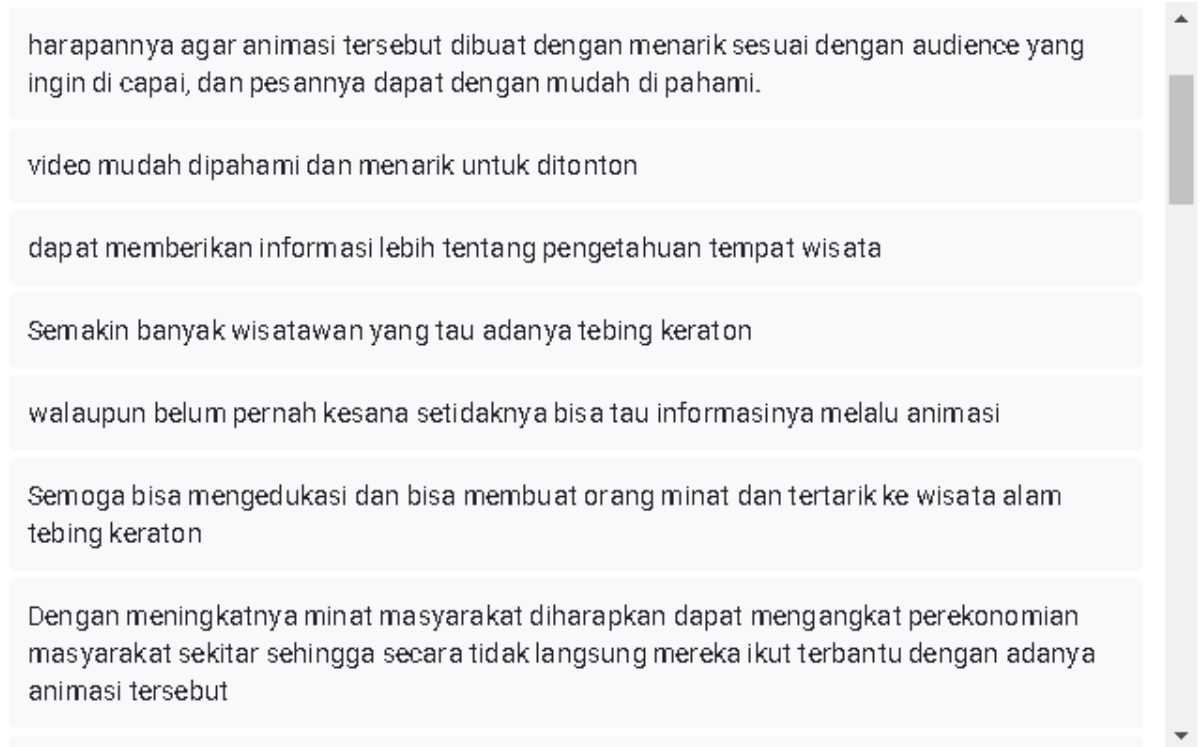 harapannya agar animasi tersebut dibuat dengan menarik sesuai dengan audience yang
ingin di capai, dan pesannya dapat dengan mudah di pahami.
video mudah dipahami dan menarik untuk ditonton
dapat memberikan informasi lebih tentang pengetahuan tempat wisata
Semakin banyak wisatawan yang tau adanya tebing keraton
walaupun belum pernah kesana setidaknya bisa tau informasinya melalu animasi
Semoga bisa mengedukasi dan bisa membuat orang minat dan tertarik ke wisata alam
tebing keraton
Dengan meningkatnya minat masyarakat diharapkan dapat mengangkat perekonomian
masyarakat sekitar sehingga secara tidak langsung mereka ikut terbantu dengan adanya
animasi tersebut